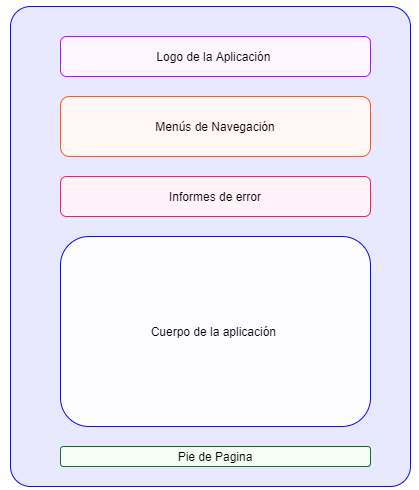 Logo de la Aplicación
Menús de Navegación
Informes de error
Cuerpo de la aplicación
Pie de Pagina